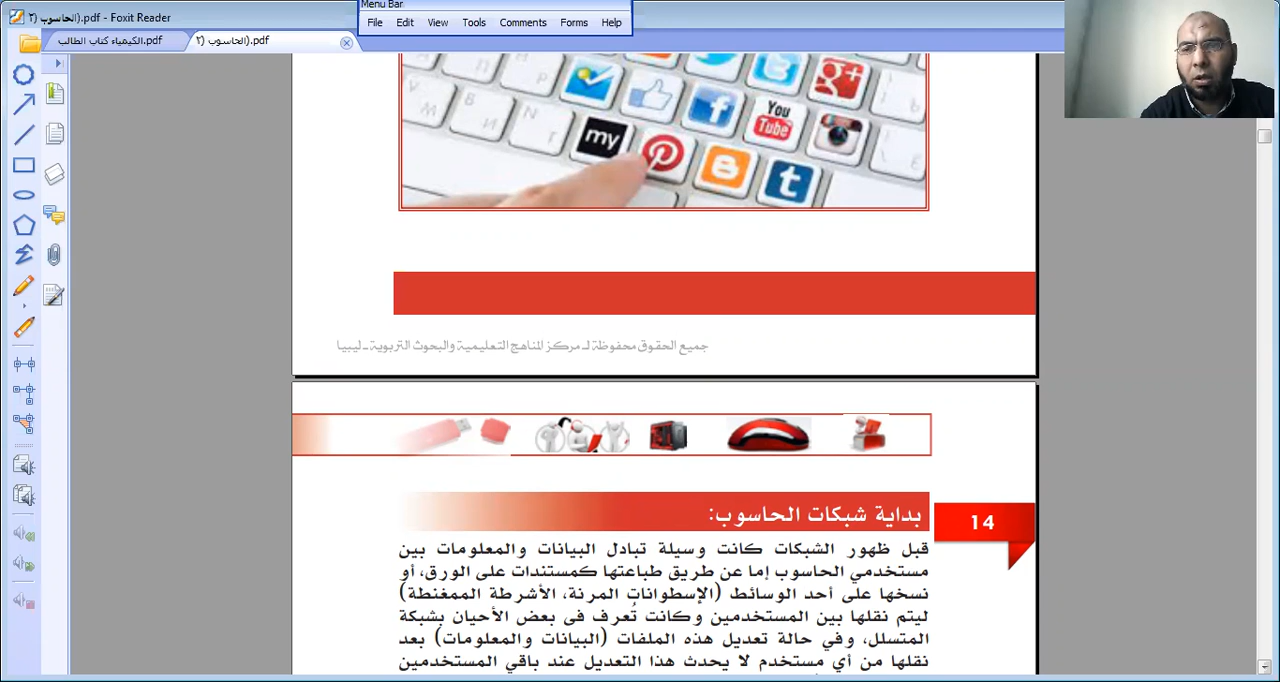 الحاسوب (٢).pdf - Foxit Reader
Menu Bar
File Edit View Tools Comments Forms Help
الكيمياء كتاب الطالب.pdf
الحاسوب (٢).pdf
You
Tube
my
جميع الحقوق محفوظة لـ مركز المناهج التعليمية والبحوث التربوية ـ ليبيا
بداية شبكات الحاسوب:
14
قبل ظهور الشبكات كانت وسيلة تبادل البيانات والمعلومات بين
مستخدمي الحاسوب إما عن طريق طباعتها كمستندات على الورق، أو
نسخها على أحد الوسائط (الإسطوانات المرنة، الأشرطة الممغنطة)
ليتم نقلها بين المستخدمين وكانت تُعرف فى بعض الأحيان بشبكة
المتسلل، وفي حالة تعديل هذه الملفات (البيانات والمعلومات) بعد
نقلها من أي مستخدم لا يحدث هذا التعديل عند باقي المستخدمين